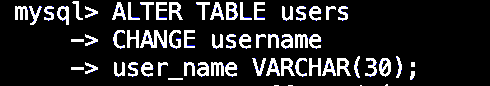 mysql> ALTER TABLE users
-> CHANGE username
-> user_name VARCHAR(30);